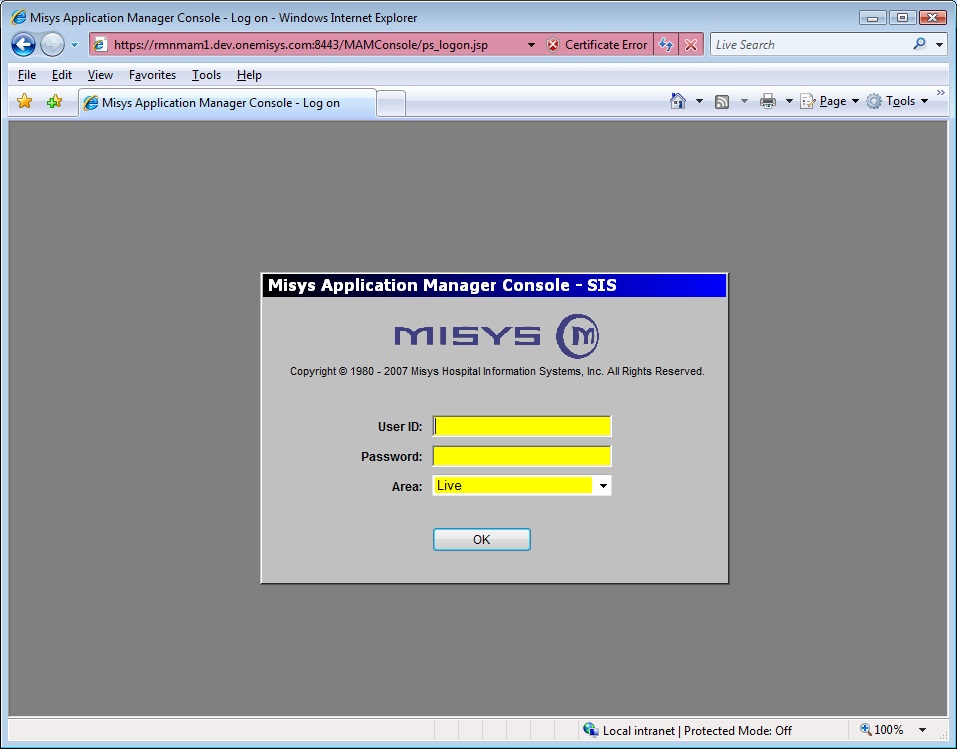 Misys Application Manager Console - Log on - Windows Internet Explorer
https://rmnmam1.dev.onemisys.com:8443/MAMConsole/ps_logon.jsp Certificate Error Live Search
File Edit View Favorites Tools Help
Misys Application Manager Console - Log on Page Tools
Misys Application Manager Console - SIS
MISYS M
Copyright © 1980 - 2007 Misys Hospital Information Systems, Inc. All Rights Reserved.
User ID:
Password:
Area: Live
OK
Local intranet | Protected Mode: Off 100%